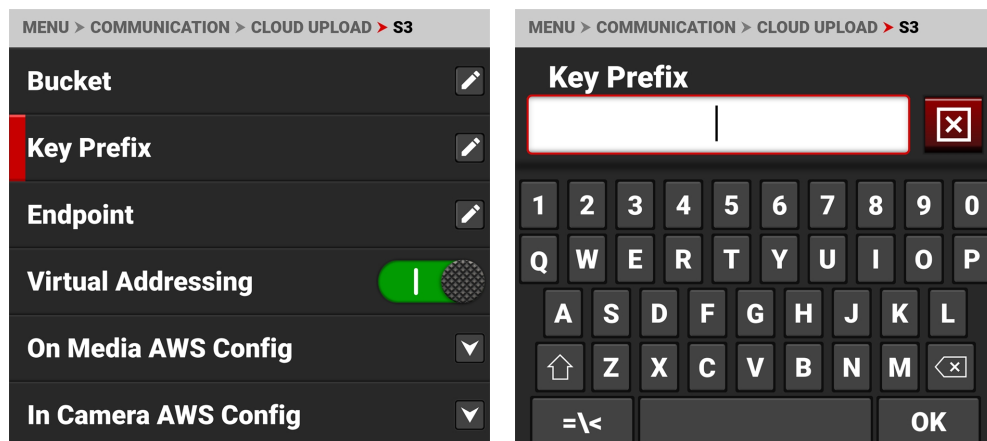 MENU > COMMUNICATION > CLOUD UPLOAD > S3
Bucket
Key Prefix
Endpoint
Virtual Addressing
On Media AWS Config
In Camera AWS Config
MENU > COMMUNICATION > CLOUD UPLOAD > S3
Key Prefix
1 2 3 4 5 6 7 8 9 0
Q W E R T Y U I O P
A S D F G H J K L
Z X C V B N M
=\< OK